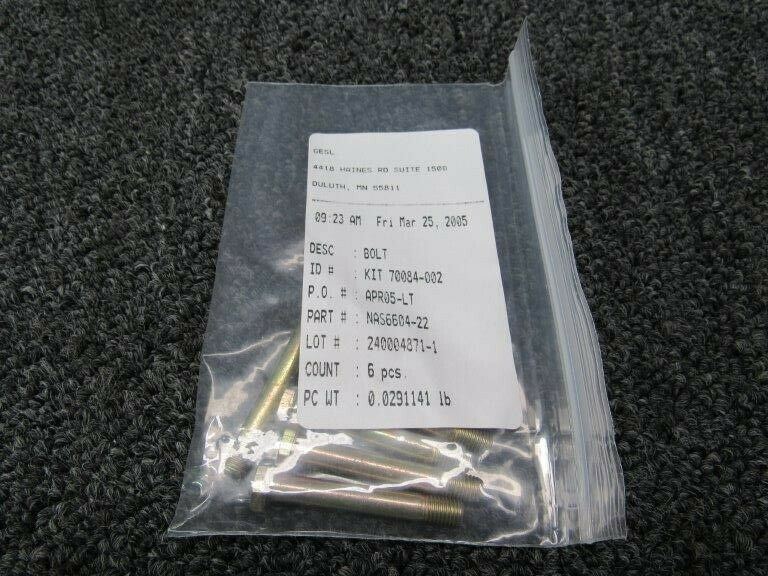 GESL
4418 HAINES RD SUITE 1500
DULUTH, MN 55811
09:23 AM Fri Mar 25, 2005
DESC : BOLT
ID # : KIT 70084-002
P.O. # : APR05-LT
PART # : NAS6604-22
LOT # : 240004871-1
COUNT : 6 pcs.
PC WT : 0.0291141 lb